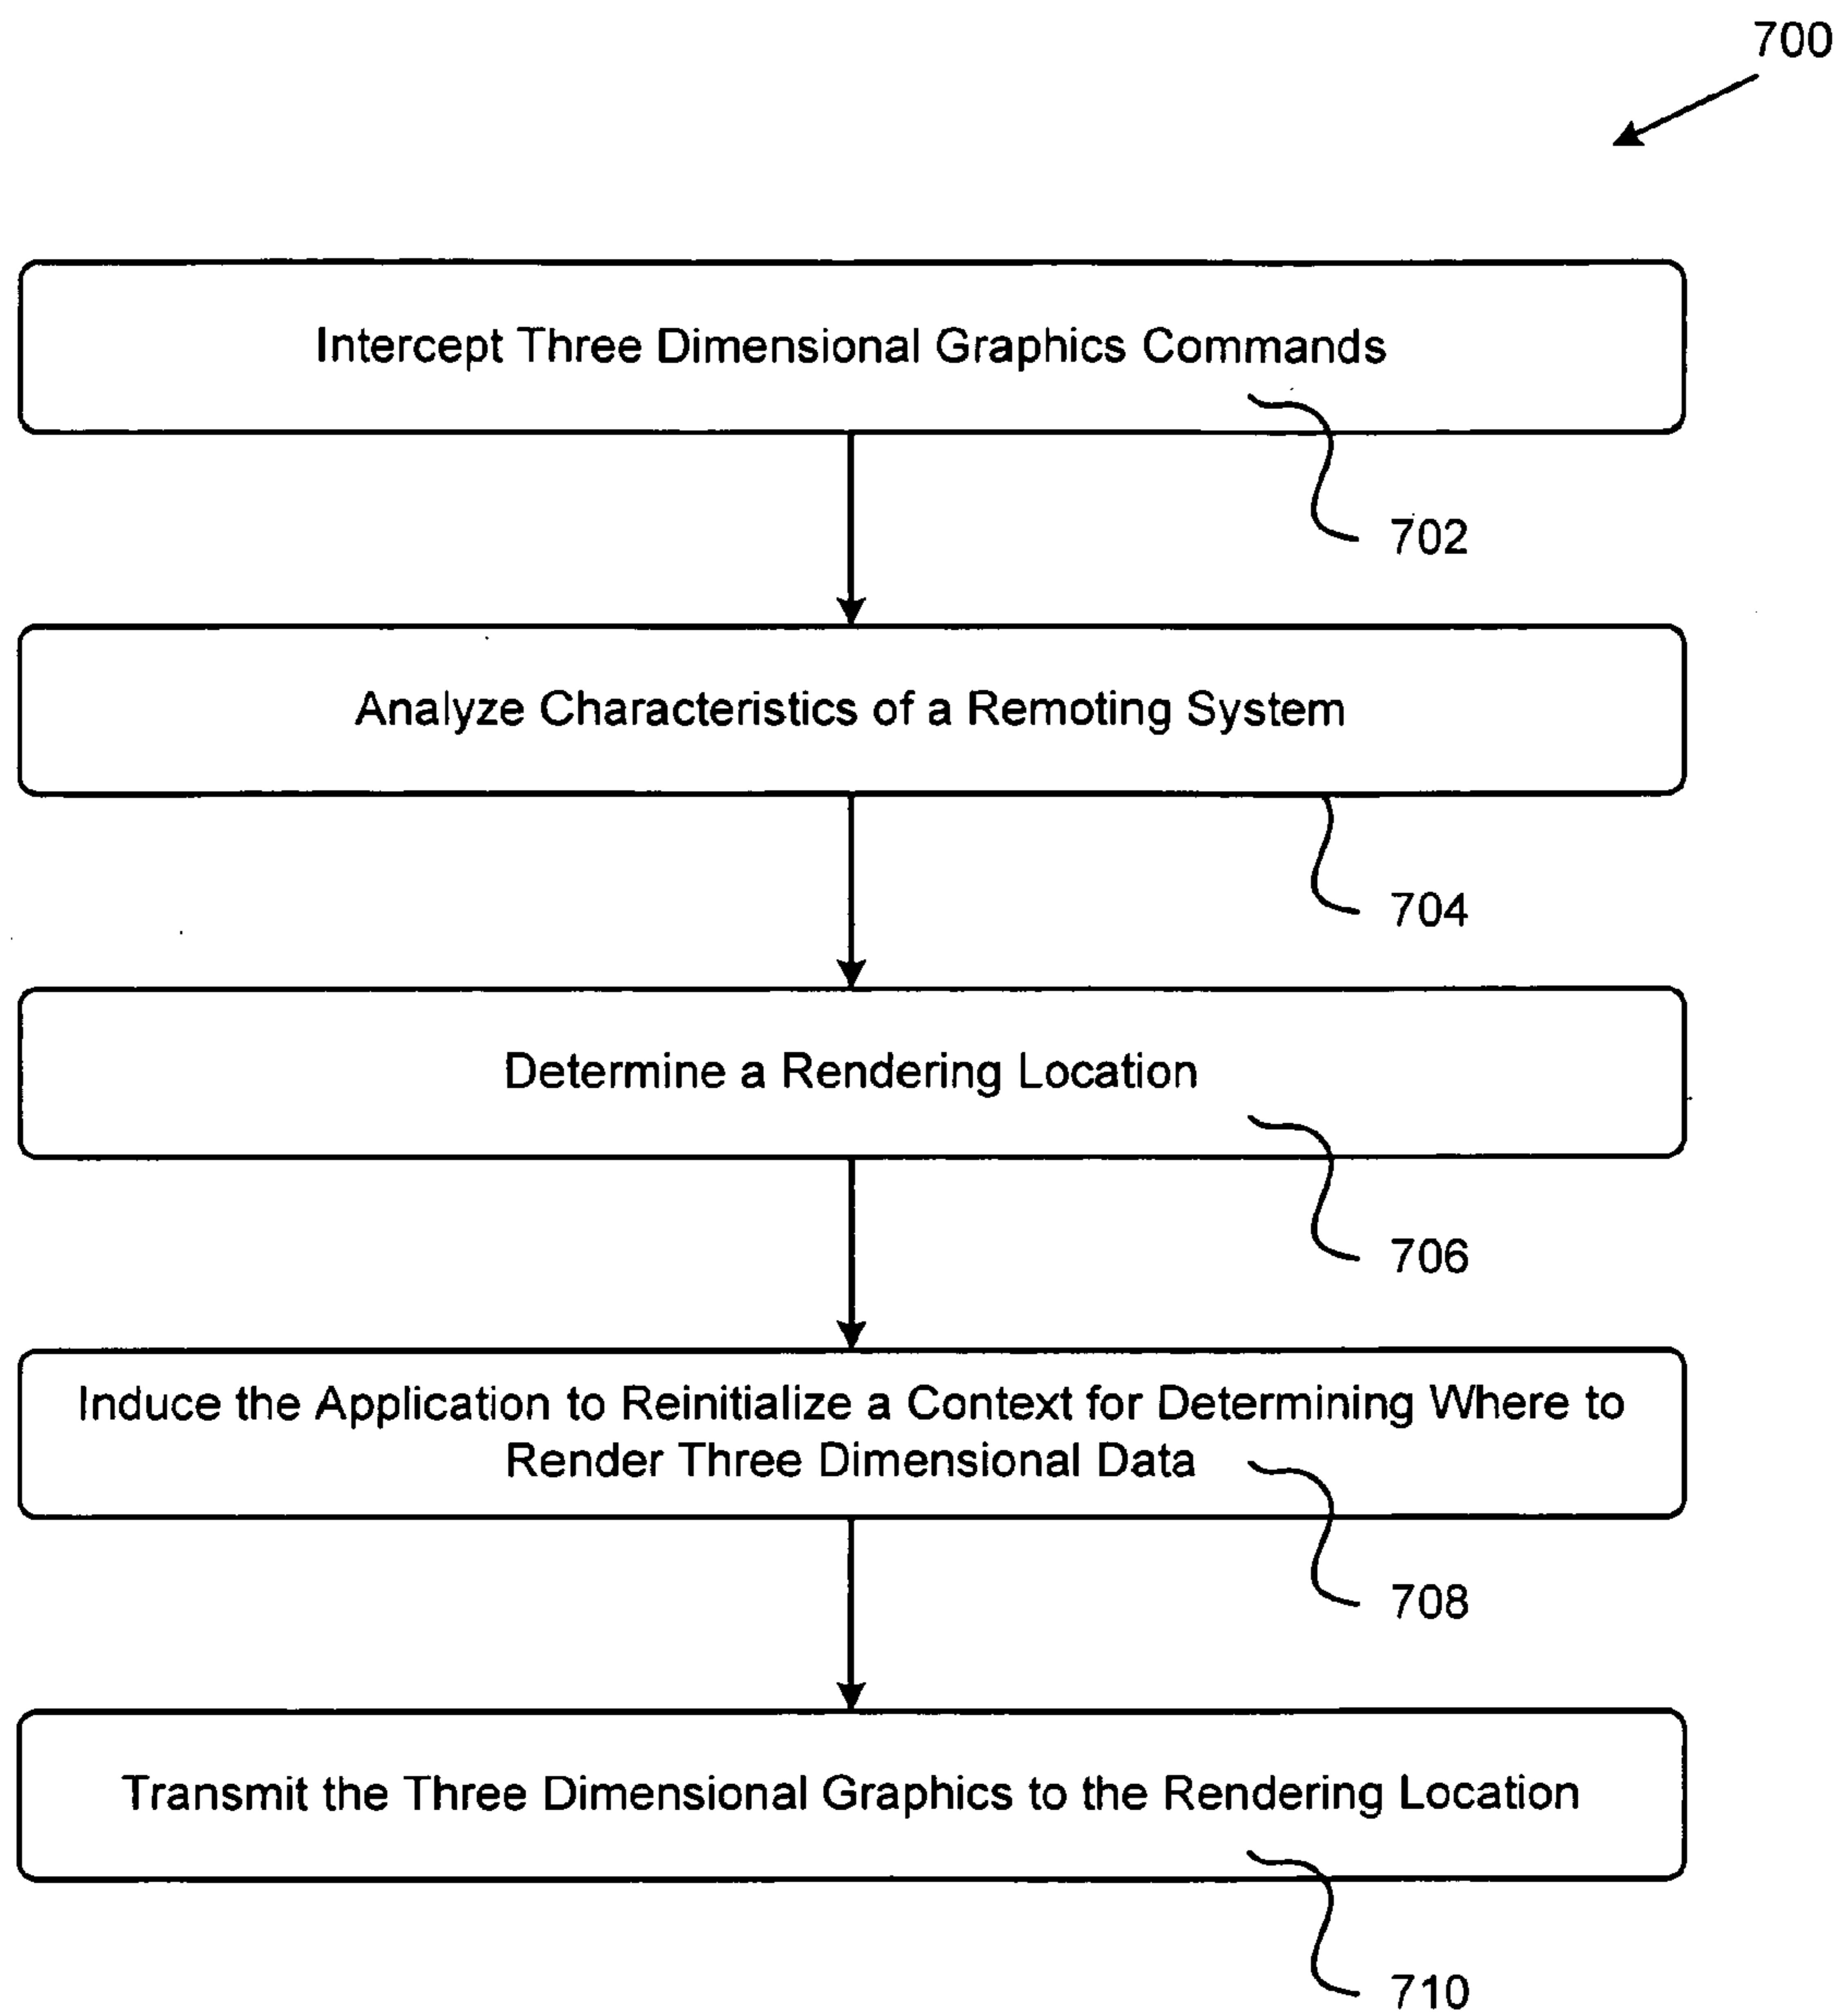 700
Intercept Three Dimensional Graphics Commands
702
Analyze Characteristics of a Remoting System
704
Determine a Rendering Location
706
Induce the Application to Reinitialize a Context for Determining Where to
Render Three Dimensional Data
708
Transmit the Three Dimensional Graphics to the Rendering Location
710